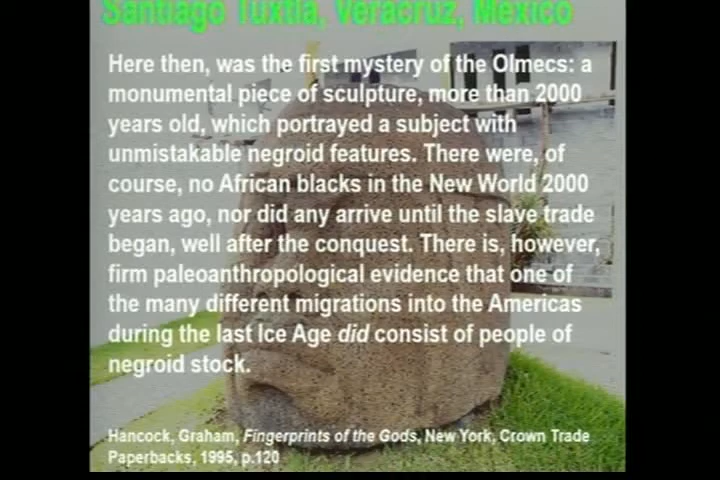 Santiago Tuxtla, Veracruz, Mexico
Here then, was the first mystery of the Olmecs: a
monumental piece of sculpture, more than 2000
years old, which portrayed a subject with
unmistakable negroid features. There were, of
course, no African blacks in the New World 2000
years ago, nor did any arrive until the slave trade
began, well after the conquest. There is, however,
firm paleoanthropological evidence that one of
the many different migrations into the Americas
during the last Ice Age did consist of people of
negroid stock.
Hancock, Graham, Fingerprints of the Gods, New York, Crown Trade
Paperbacks, 1995, p.120